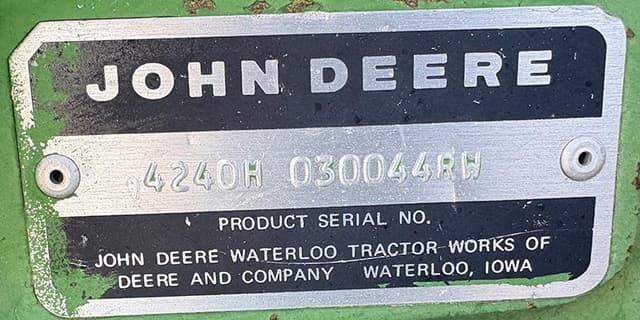 JOHN DEERE
4240H 030044RW
PRODUCT SERIAL NO.
JOHN DEERE WATERLOO TRACTOR WORKS OF
DEERE AND COMPANY WATERLOO, IOWA